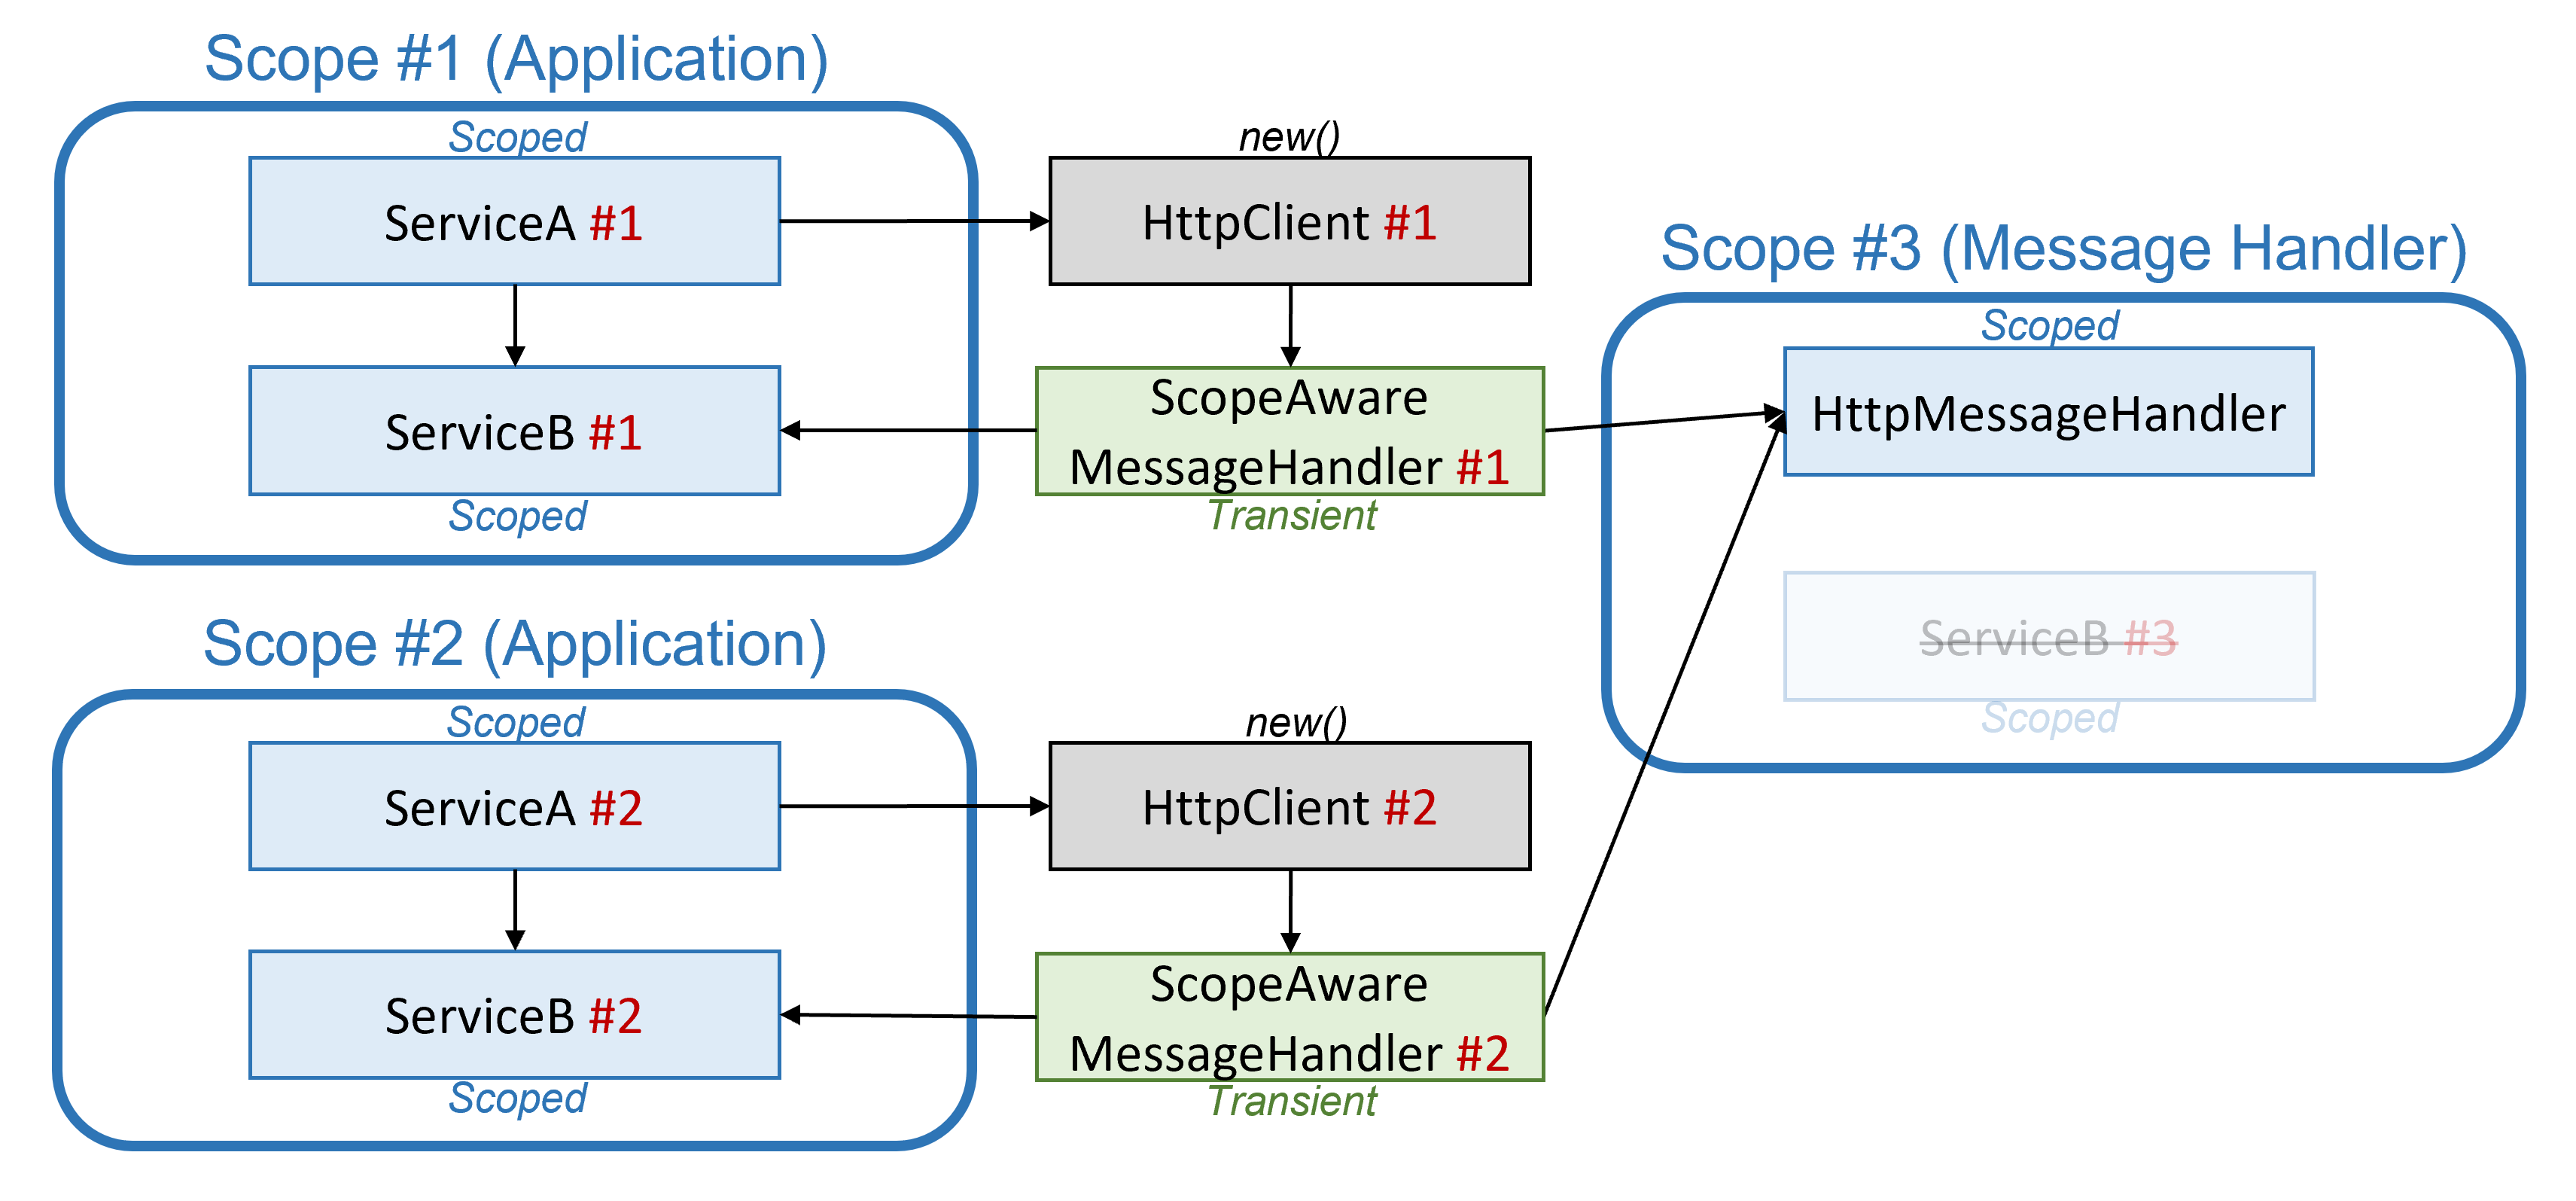 Scope #1 (Application)
Scoped
ServiceA #1
ServiceB #1
Scoped
new()
HttpClient #1
ScopeAware
MessageHandler #1
Transient
Scope #3 (Message Handler)
Scoped
HttpMessageHandler
ServiceB #3
Scoped
Scope #2 (Application)
Scoped
ServiceA #2
ServiceB #2
Scoped
new()
HttpClient #2
ScopeAware
MessageHandler #2
Transient